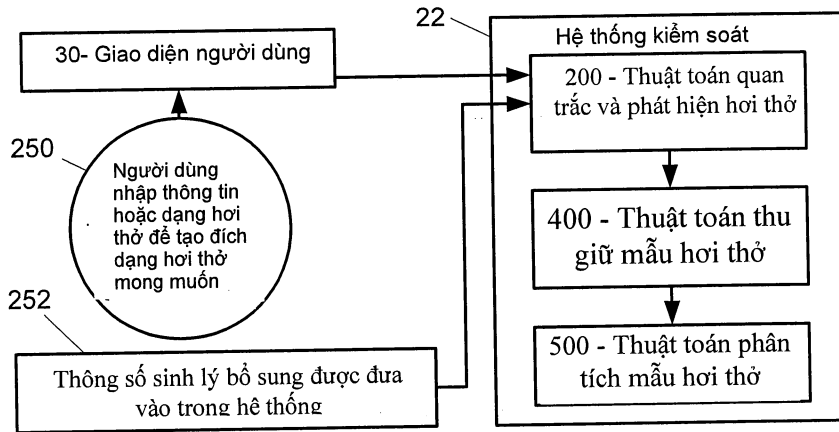 22
Hệ thống kiểm soát
30- Giao diện người dùng
200 - Thuật toán quan
trắc và phát hiện hơi thở
250
Người dùng
nhập thông tin
hoặc dạng hơi
thở để tạo đích
dạng hơi thở
mong muốn
400 - Thuật toán thu
giữ mẫu hơi thở
252
500 - Thuật toán phân
tích mẫu hơi thở
Thông số sinh lý bổ sung được đưa
vào trong hệ thống